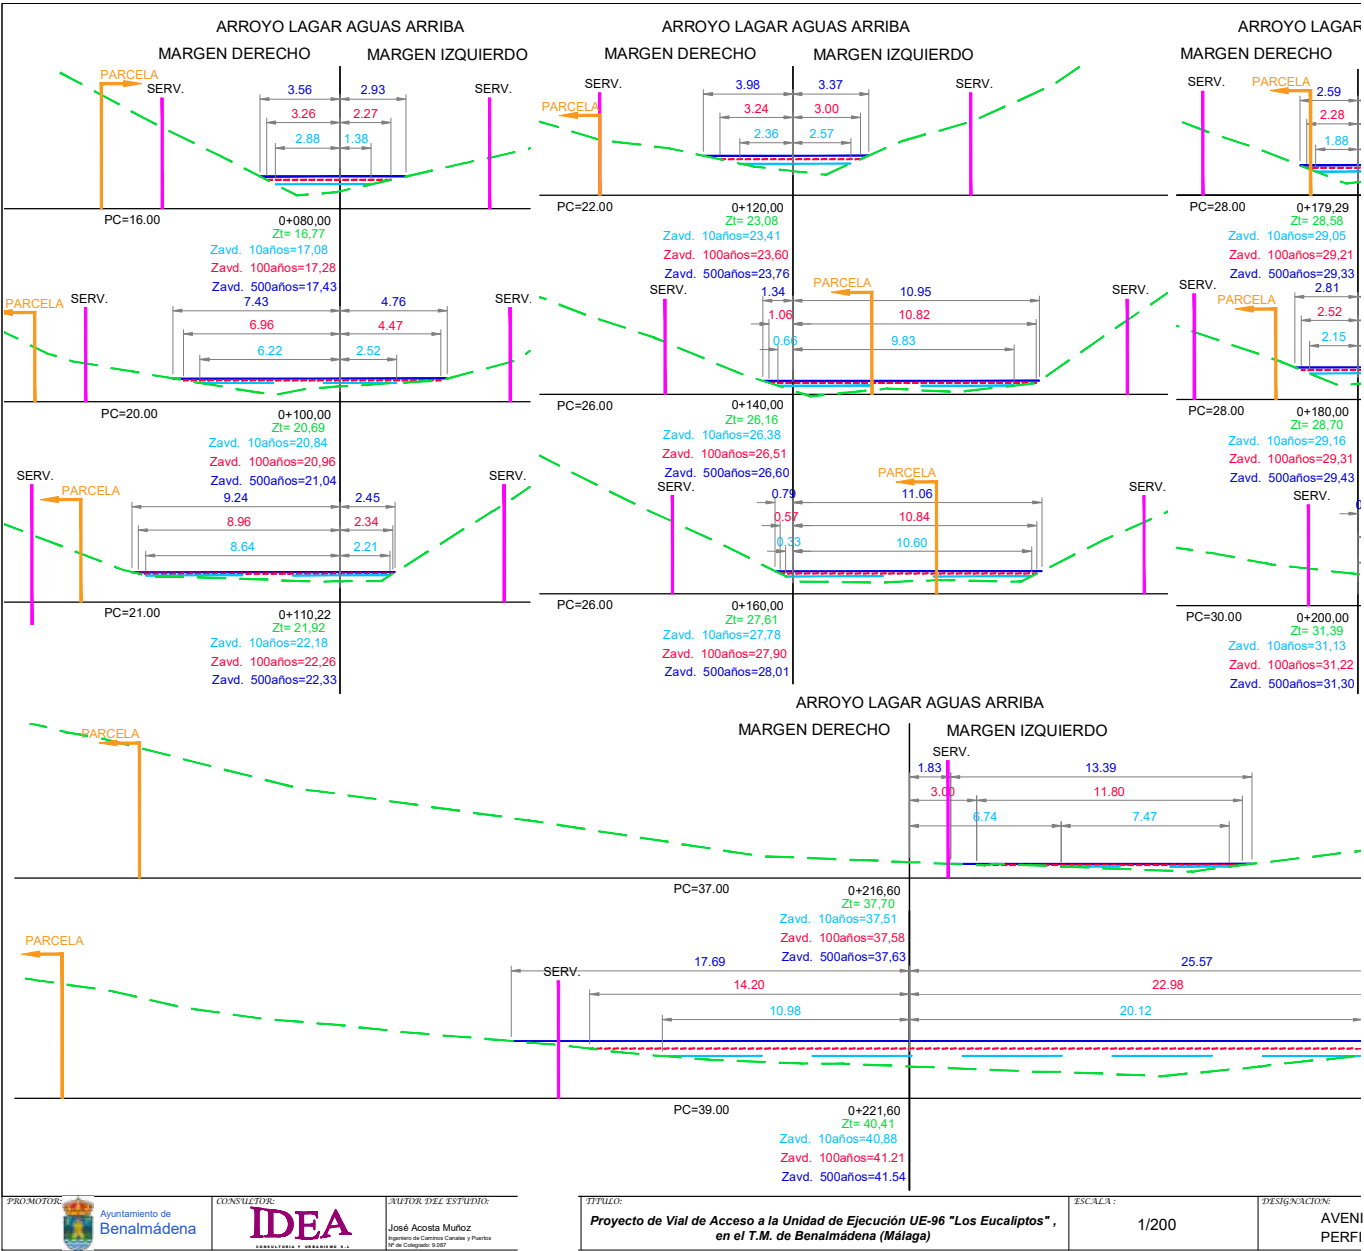 ARROYO LAGAR AGUAS ARRIBA
MARGEN DERECHO MARGEN IZQUIERDO
PARCELA
SERV. SERV.
3.56 2.93
3.26 2.27
2.88 1.38
PC=16.00 0+080,00
Zt= 16,77
Zavd. 10años=17,08
Zavd. 100años=17,28
Zavd. 500años=17,43
PARCELA SERV. SERV.
7.43 4.76
6.96 4.47
6.22 2.52
PC=20.00 0+100,00
Zt= 20,69
Zavd. 10años=20,84
Zavd. 100años=20,96
Zavd. 500años=21,04
SERV. SERV.
PARCELA
9.24 2.45
8.96 2.34
8.64 2.21
PC=21.00 0+110,22
Zt= 21,92
Zavd. 10años=22,18
Zavd. 100años=22,26
Zavd. 500años=22,33
ARROYO LAGAR AGUAS ARRIBA
MARGEN DERECHO MARGEN IZQUIERDO
SERV. SERV.
PARCELA
3.98 3.37
3.24 3.00
2.36 2.57
PC=22.00 0+120,00
Zt= 23,08
Zavd. 10años=23,41
Zavd. 100años=23,60
Zavd. 500años=23,76
SERV. PARCELA SERV.
1.34 10.95
1.06 10.82
0.66 9.83
PC=26.00 0+140,00
Zt= 26,16
Zavd. 10años=26,38
Zavd. 100años=26,51
Zavd. 500años=26,60
SERV. PARCELA SERV.
0.79 11.06
0.57 10.84
0.33 10.60
PC=26.00 0+160,00
Zt= 27,61
Zavd. 10años=27,78
Zavd. 100años=27,90
Zavd. 500años=28,01
ARROYO LAGAR
MARGEN DERECHO
SERV. PARCELA
2.59
2.28
1.88
PC=28.00 0+179,29
Zt= 28,58
Zavd. 10años=29,05
Zavd. 100años=29,21
Zavd. 500años=29,33
SERV. PARCELA
2.81
2.52
2.15
PC=28.00 0+180,00
Zt= 28,70
Zavd. 10años=29,16
Zavd. 100años=29,31
Zavd. 500años=29,43
SERV.
PC=30.00 0+200,00
Zt= 31,39
Zavd. 10años=31,13
Zavd. 100años=31,22
Zavd. 500años=31,30
ARROYO LAGAR AGUAS ARRIBA
MARGEN DERECHO MARGEN IZQUIERDO
PARCELA
SERV.
1.83 13.39
3.00 11.80
6.74 7.47
PC=37.00 0+216,60
Zt= 37,70
Zavd. 10años=37,51
Zavd. 100años=37,58
Zavd. 500años=37,63
PARCELA
SERV.
17.69 25.57
14.20 22.98
10.98 20.12
PC=39.00 0+221,60
Zt= 40,41
Zavd. 10años=40,88
Zavd. 100años=41.21
Zavd. 500años=41.54
PROMOTOR:
Ayuntamiento de
Benalmádena
CONSULTOR:
IDEA
CONSULTORIA Y URBANISMO S.L.
AUTOR DEL ESTUDIO:
José Acosta Muñoz
Ingeniero de Caminos Canales y Puertos
Nº de Colegiado: 9.087
TITULO:
Proyecto de Vial de Acceso a la Unidad de Ejecución UE-96 "Los Eucaliptos" ,
en el T.M. de Benalmádena (Málaga)
ESCALA :
1/200
DESIGNACION:
AVENI
PERFI